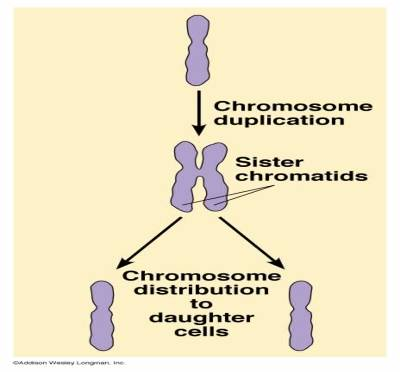 Chromosome
duplication
Sister
chromatids
Chromosome
distribution
to
daughter
cells
©Addison Wesley Longman, Inc.